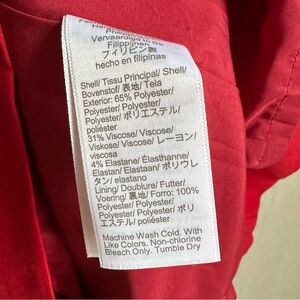 Vervaardigd In De
Filippijnen
フィリピン製
hecho en filipinas
Shell/ Tissu Principal/ Shell/
Bovenstof/ 表地/ Tela
Exterior: 65% Polyester/
Polyester/ Polyester/
Polyester/ ポリエステル/
poliéster
31% Viscose/ Viscose/
Viskose/ Viscose/ レーヨン/
viscosa
4% Elastan/ Élasthanne/
Elastan/ Elastaan/ ポリウレ
タン/ elastano
Lining/ Doublure/ Futter/
Voering/ 裏地/ Forro: 100%
Polyester/ Polyester/
Polyester/ Polyester/ ポリ
エステル/ poliéster
Machine Wash Cold. With
Like Colors. Non-chlorine
Bleach Only. Tumble Dry